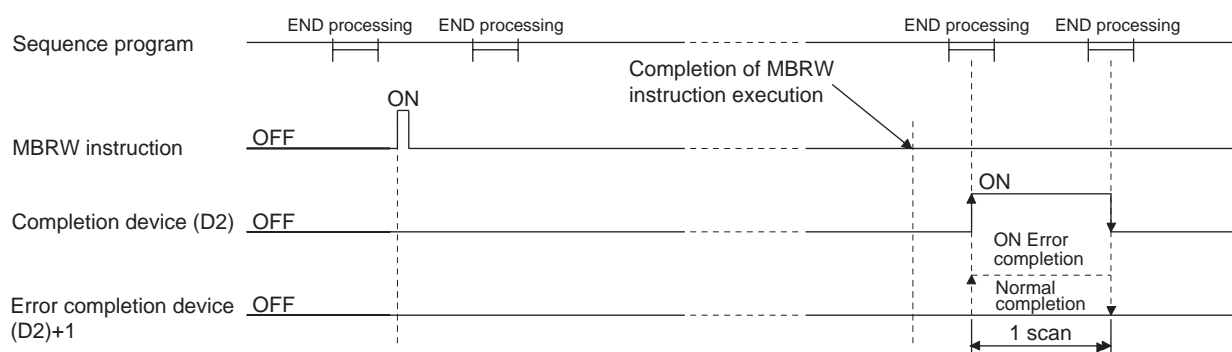 END processing
END processing
END processing
END processing
Sequence program
Completion of MBRW
instruction execution
ON
OFF
MBRW instruction
ON
OFF
Completion device (D2)
ON Error
completion
Normal
completion
OFF
Error completion device
(D2)+1
1 scan